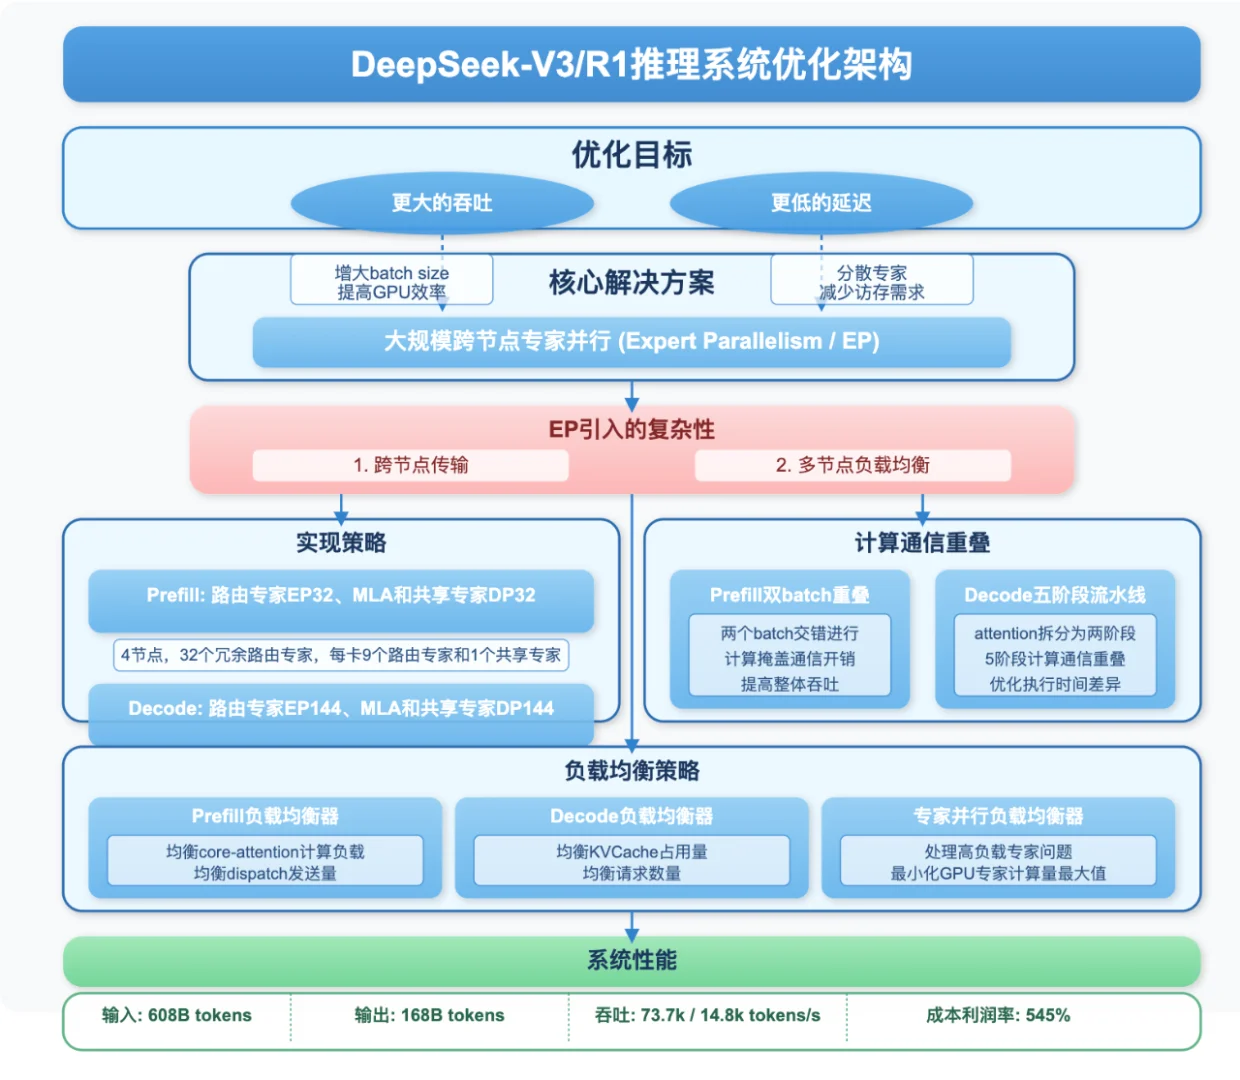 DeepSeek-V3/R1推理系统优化架构
优化目标
更大的吞吐
更低的延迟
增大batch size
提高GPU效率
核心解决方案
分散专家
减少访存需求
大规模跨节点专家并行 (Expert Parallelism / EP)
EP引入的复杂性
1. 跨节点传输
2. 多节点负载均衡
实现策略
Prefill: 路由专家EP32、MLA和共享专家DP32
4节点，32个冗余路由专家，每卡9个路由专家和1个共享专家
Decode: 路由专家EP144、MLA和共享专家DP144
计算通信重叠
Prefill双batch重叠
两个batch交错进行
计算掩盖通信开销
提高整体吞吐
Decode五阶段流水线
attention拆分为两阶段
5阶段计算通信重叠
优化执行时间差异
负载均衡策略
Prefill负载均衡器
均衡core-attention计算负载
均衡dispatch发送量
Decode负载均衡器
均衡KVCache占用量
均衡请求数量
专家并行负载均衡器
处理高负载专家问题
最小化GPU专家计算量最大值
系统性能
输入: 608B tokens
输出: 168B tokens
吞吐: 73.7k / 14.8k tokens/s
成本利润率: 545%